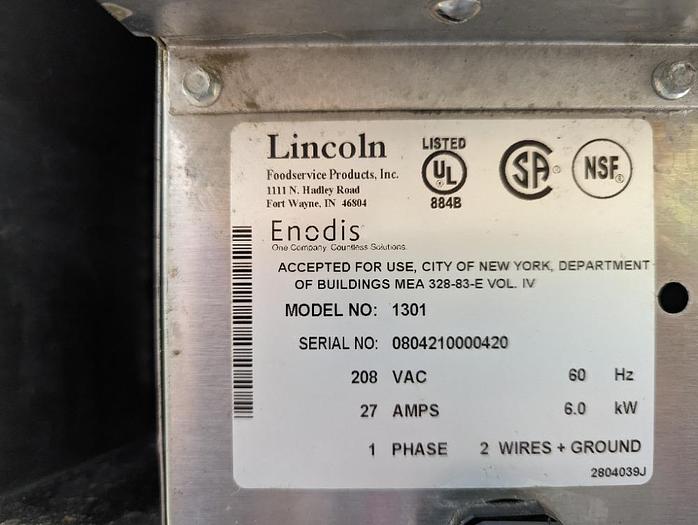 Lincoln
Foodservice Products, Inc.
1111 N. Hadley Road
Fort Wayne, IN 46804
LISTED
UL
®
884B
SA ®
NSF®
Enodis
One Company. Countless Solutions.
ACCEPTED FOR USE, CITY OF NEW YORK, DEPARTMENT
OF BUILDINGS MEA 328-83-E VOL. IV
MODEL NO: 1301
SERIAL NO: 0804210000420
208 VAC 60 Hz
27 AMPS 6.0 kW
1 PHASE 2 WIRES + GROUND
2804039J